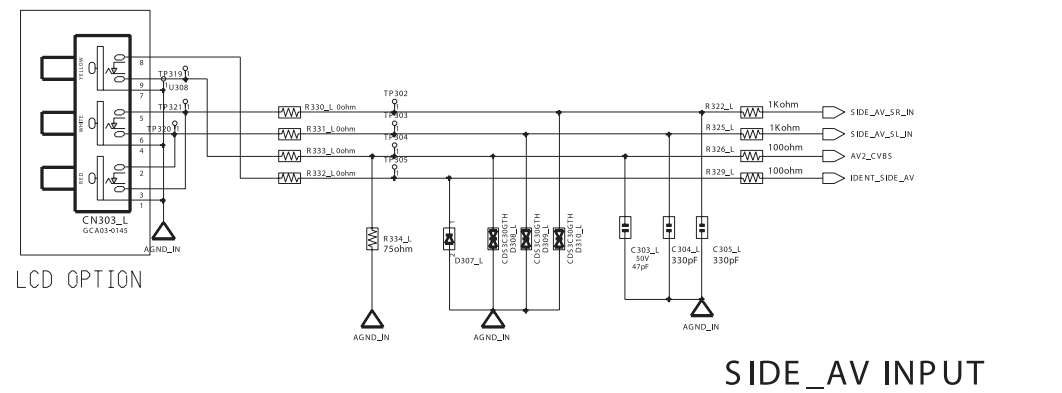 YELLOW
WHITE
RED
8
9
7
5
6
4
2
3
1
TP319
U308
TP321
TP320
CN303_L
GCA03-0145
AGND_IN
LCD OPTION
R330_L 0ohm
R331_L 0ohm
R333_L 0ohm
R332_L 0ohm
TP302
TP303
TP304
TP305
R322_L 1Kohm SIDE_AV_SR_IN
R325_L 1Kohm SIDE_AV_SL_IN
R326_L 100ohm AV2_CVBS
R329_L 100ohm IDENT_SIDE_AV
R334_L
75ohm
AGND_IN
1
2
D307_L
CDS3C30GTH
D308_L
CDS3C30GTH
D309_L
CDS3C30GTH
D310_L
AGND_IN
C303_L
50V
47pF
C304_L
330pF
C305_L
330pF
AGND_IN
SIDE_AV INPUT